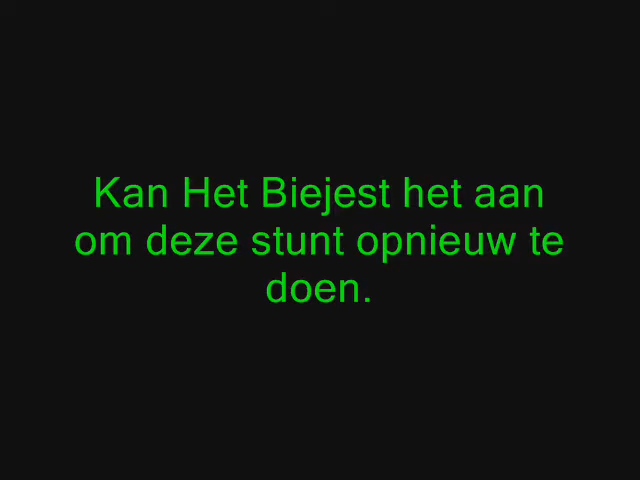 Kan Het Biejest het aan
om deze stunt opnieuw te
doen.